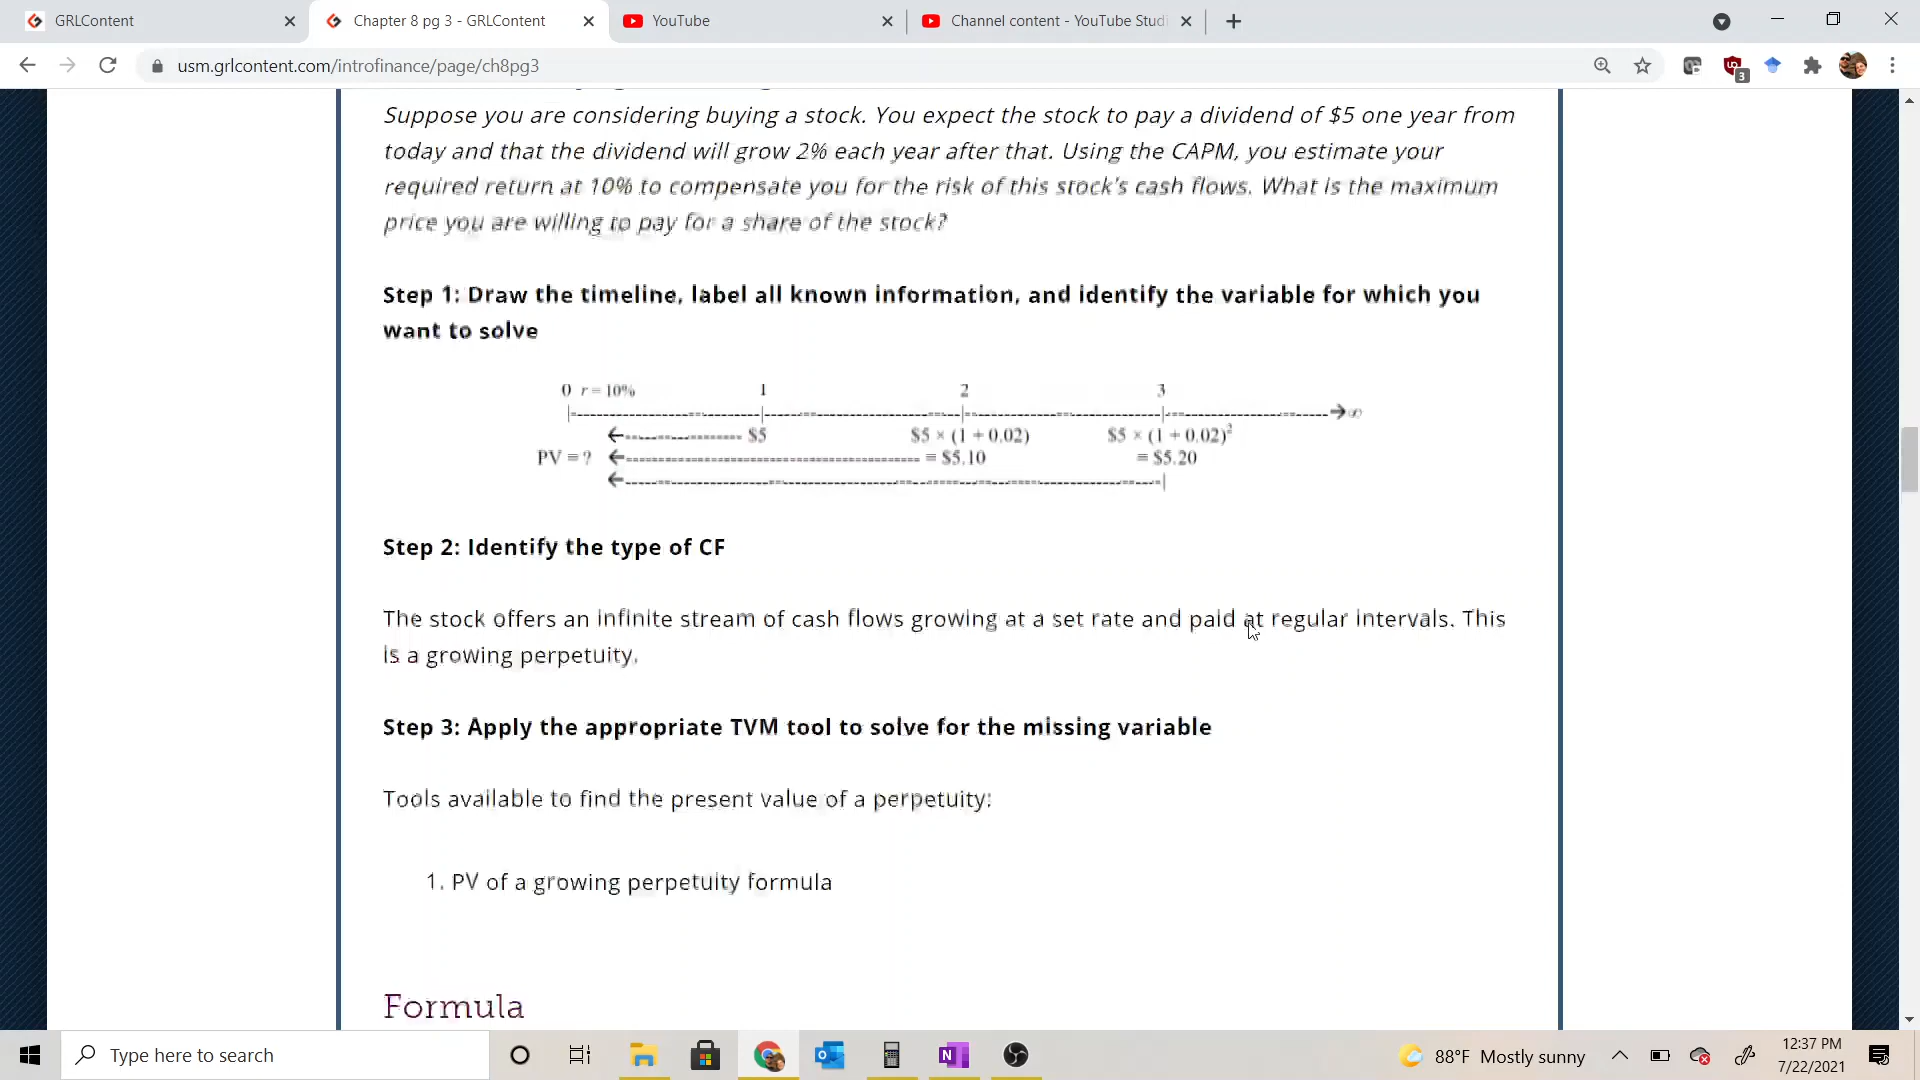 GRLContent
Chapter 8 pg 3 - GRLContent
YouTube
Channel content - YouTube Studi
usm.grlcontent.com/introfinance/page/ch8pg3
3
Suppose you are considering buying a stock. You expect the stock to pay a dividend of $5 one year from
today and that the dividend will grow 2% each year after that. Using the CAPM, you estimate your
required return at 10% to compensate you for the risk of this stock's cash flows. What is the maximum
price you are willing to pay for a share of the stock?
Step 1: Draw the timeline, label all known information, and identify the variable for which you
want to solve
0 r = 10% 1 2 3
∞
$5 $5 × (1 + 0.02) $5 × (1 + 0.02)²
PV = ? = $5.10 = $5.20
Step 2: Identify the type of CF
The stock offers an infinite stream of cash flows growing at a set rate and paid at regular intervals. This
is a growing perpetuity.
Step 3: Apply the appropriate TVM tool to solve for the missing variable
Tools available to find the present value of a perpetuity:
1. PV of a growing perpetuity formula
Formula
Type here to search
88°F Mostly sunny
12:37 PM
7/22/2021